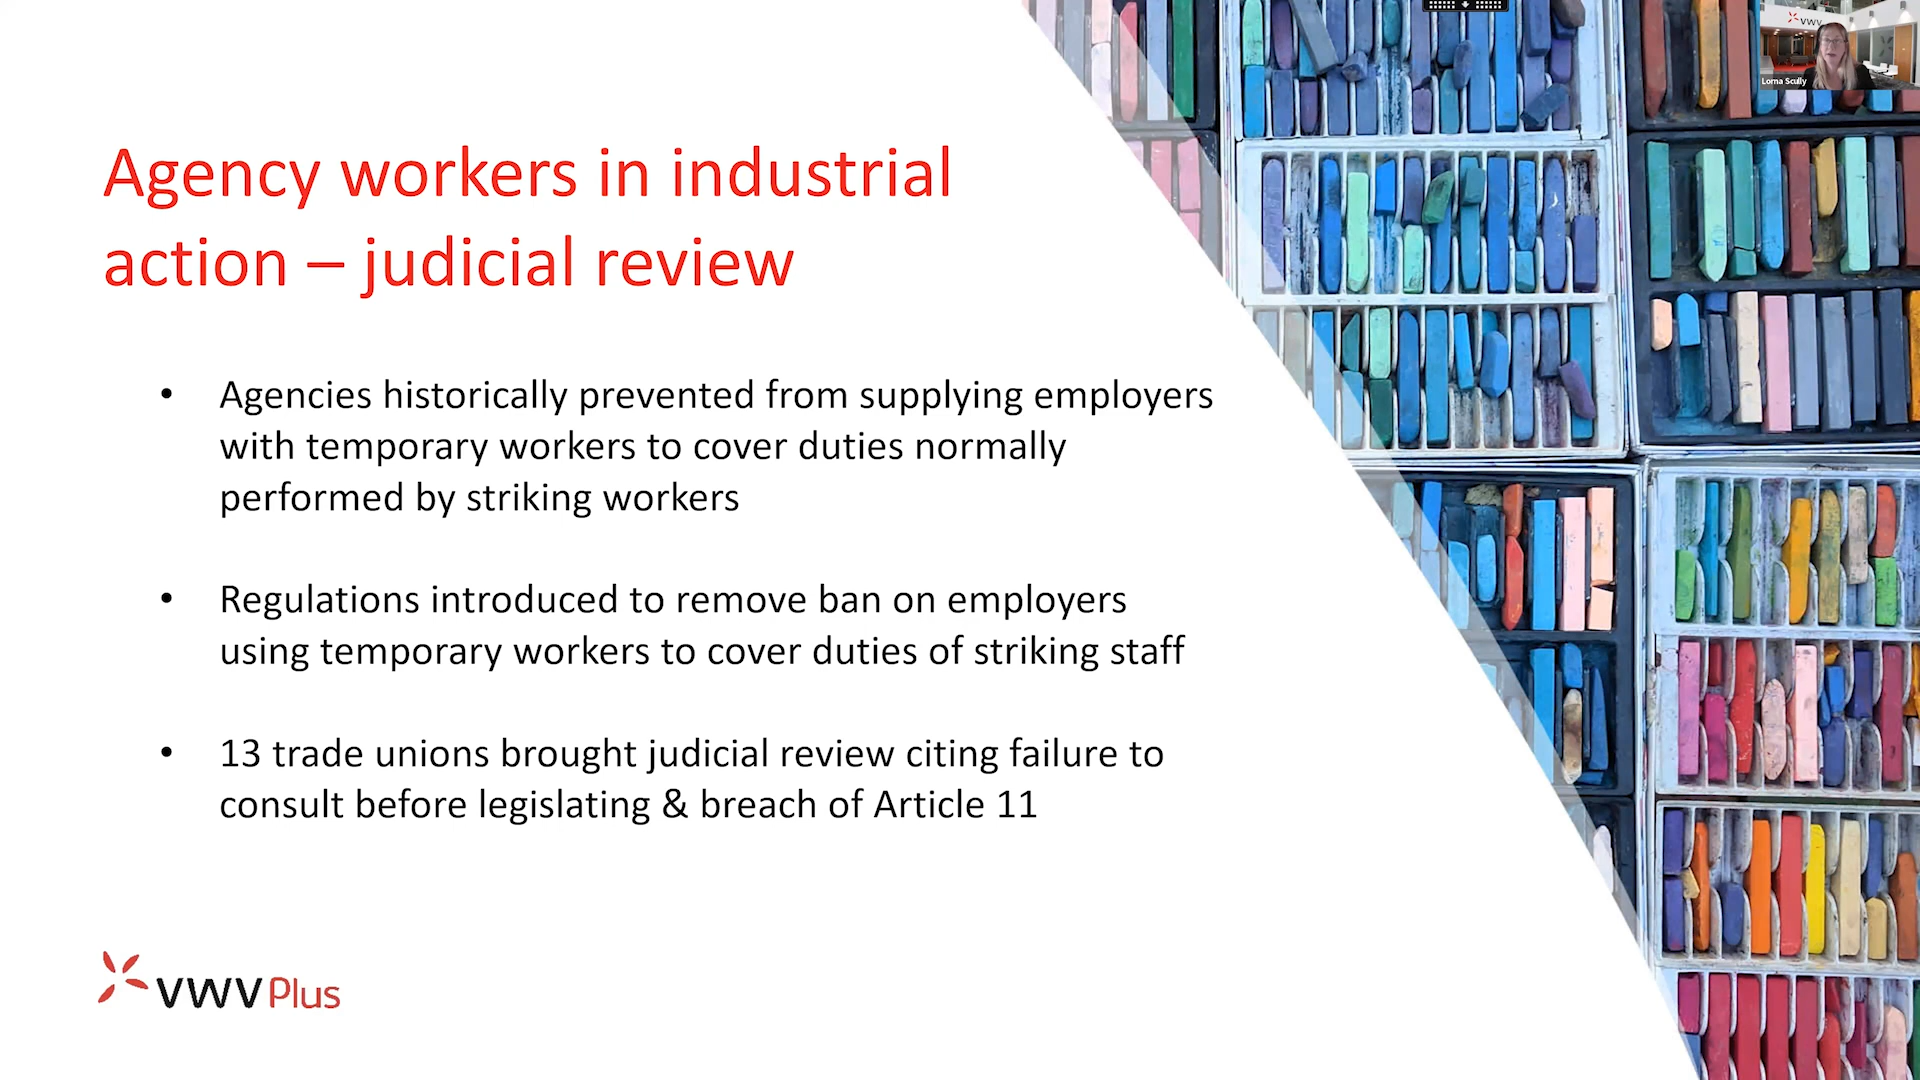 VWV
Lorna Scully
Agency workers in industrial
action – judicial review
• Agencies historically prevented from supplying employers
with temporary workers to cover duties normally
performed by striking workers
• Regulations introduced to remove ban on employers
using temporary workers to cover duties of striking staff
• 13 trade unions brought judicial review citing failure to
consult before legislating & breach of Article 11
VWV Plus